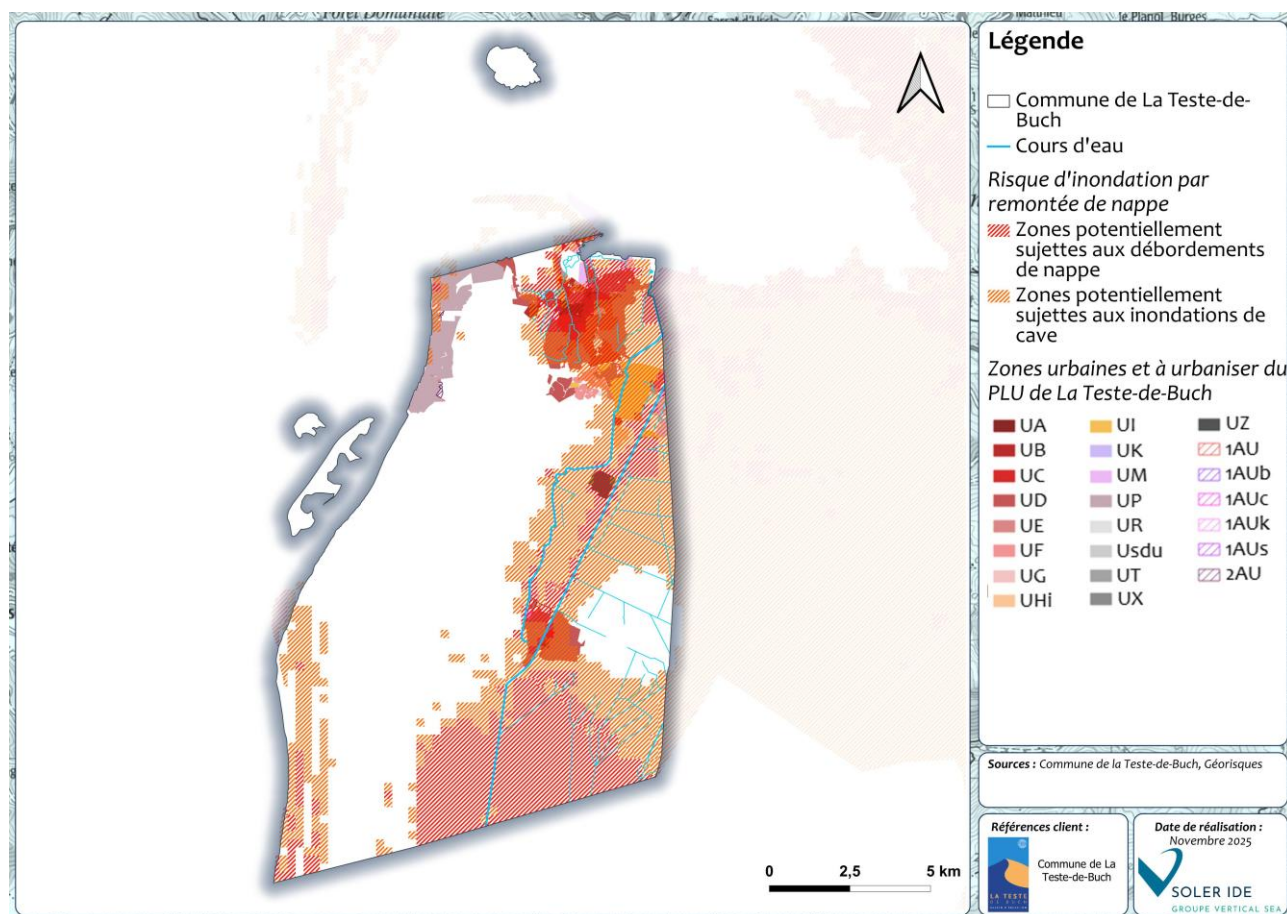 Forêt Domaniale
le Planol Burges
Légende
Commune de La Teste-de-
Buch
Cours d'eau
Risque d'inondation par
remontée de nappe
Zones potentiellement
sujettes aux débordements
de nappe
Zones potentiellement
sujettes aux inondations de
cave
Zones urbaines et à urbaniser du
PLU de La Teste-de-Buch
UA
UB
UC
UD
UE
UF
UG
UHi
UI
UK
UM
UP
UR
Usdu
UT
UX
UZ
1AU
1AUb
1AUc
1AUk
1AUs
2AU
0 2,5 5 km
Sources : Commune de la Teste-de-Buch, Géorisques
Références client :
LA TESTE
DE BUCH
Commune de La
Teste-de-Buch
Date de réalisation :
Novembre 2025
SOLER IDE
GROUPE VERTICAL SEA